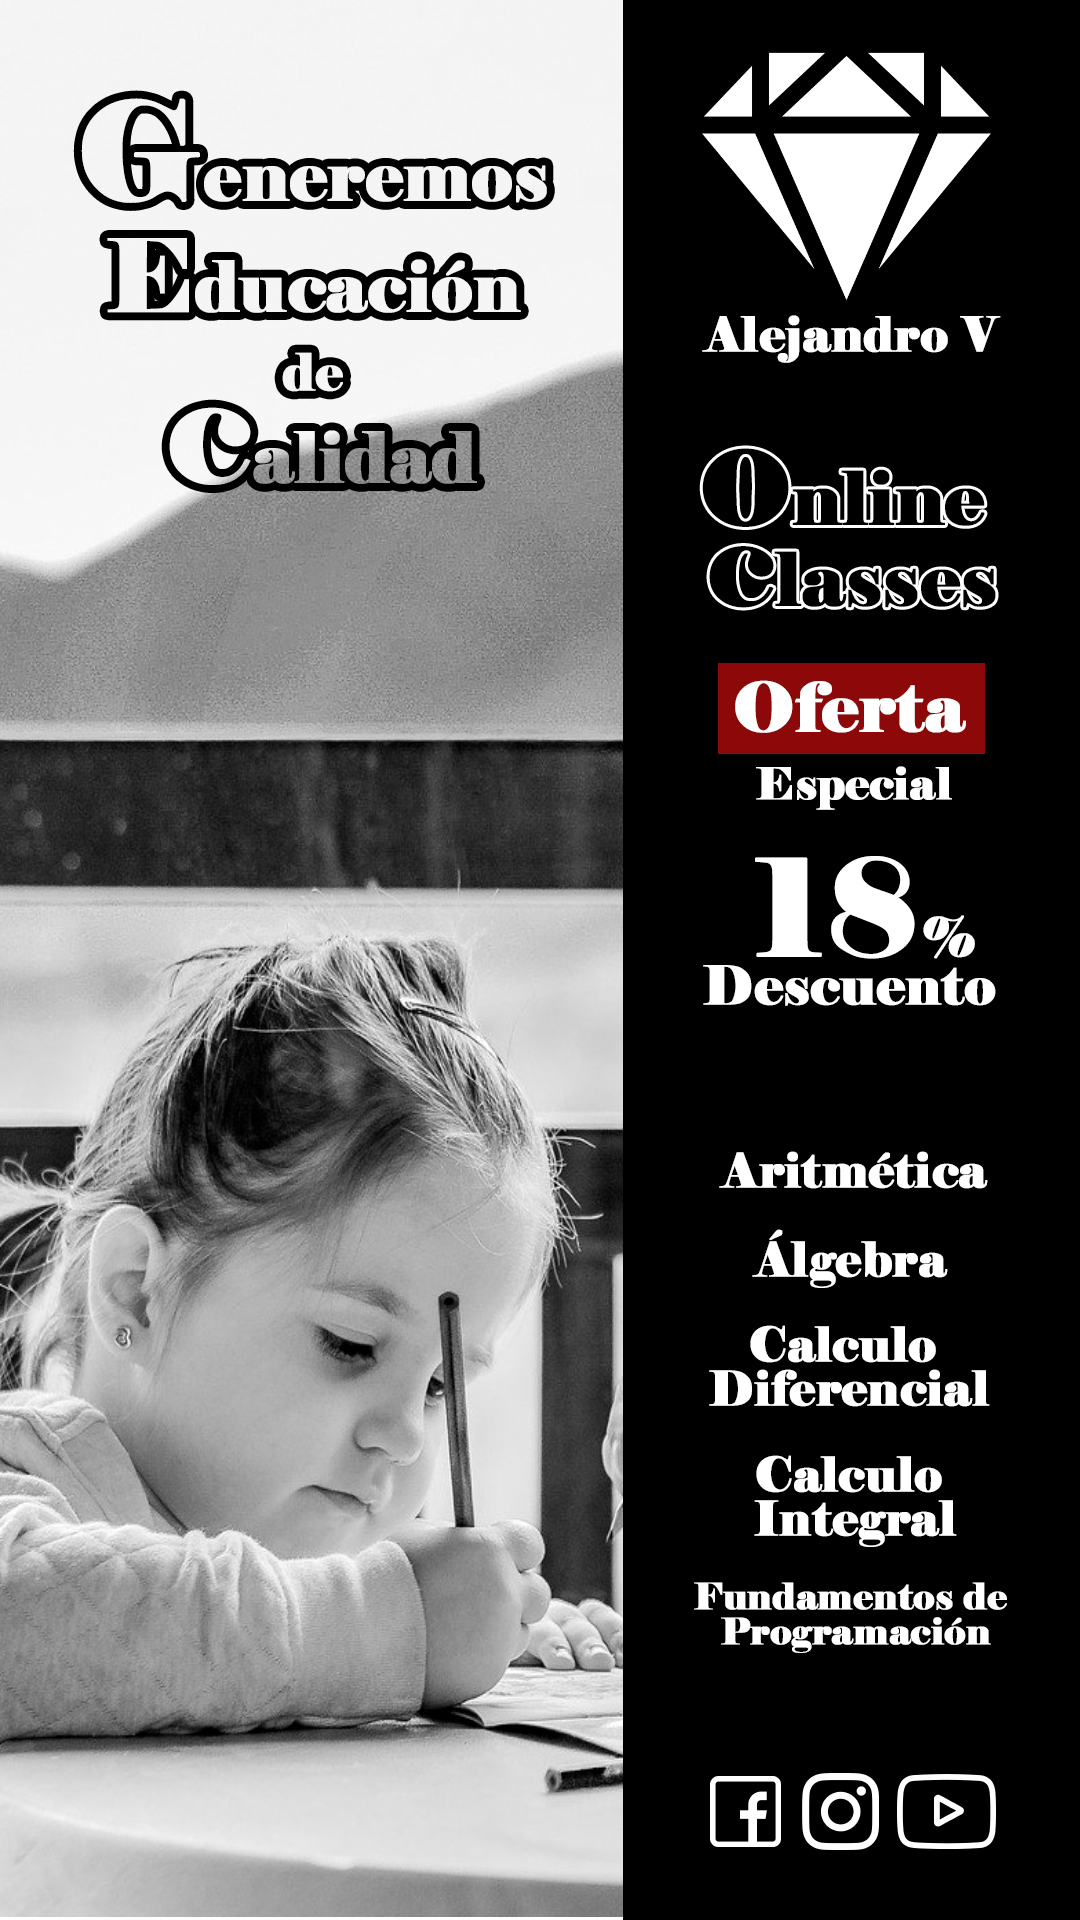 Generemos
Educación
de
Calidad
Alejandro V
Online
Classes
Oferta
Especial
18%
Descuento
Aritmética
Álgebra
Calculo
Diferencial
Calculo
Integral
Fundamentos de
Programación